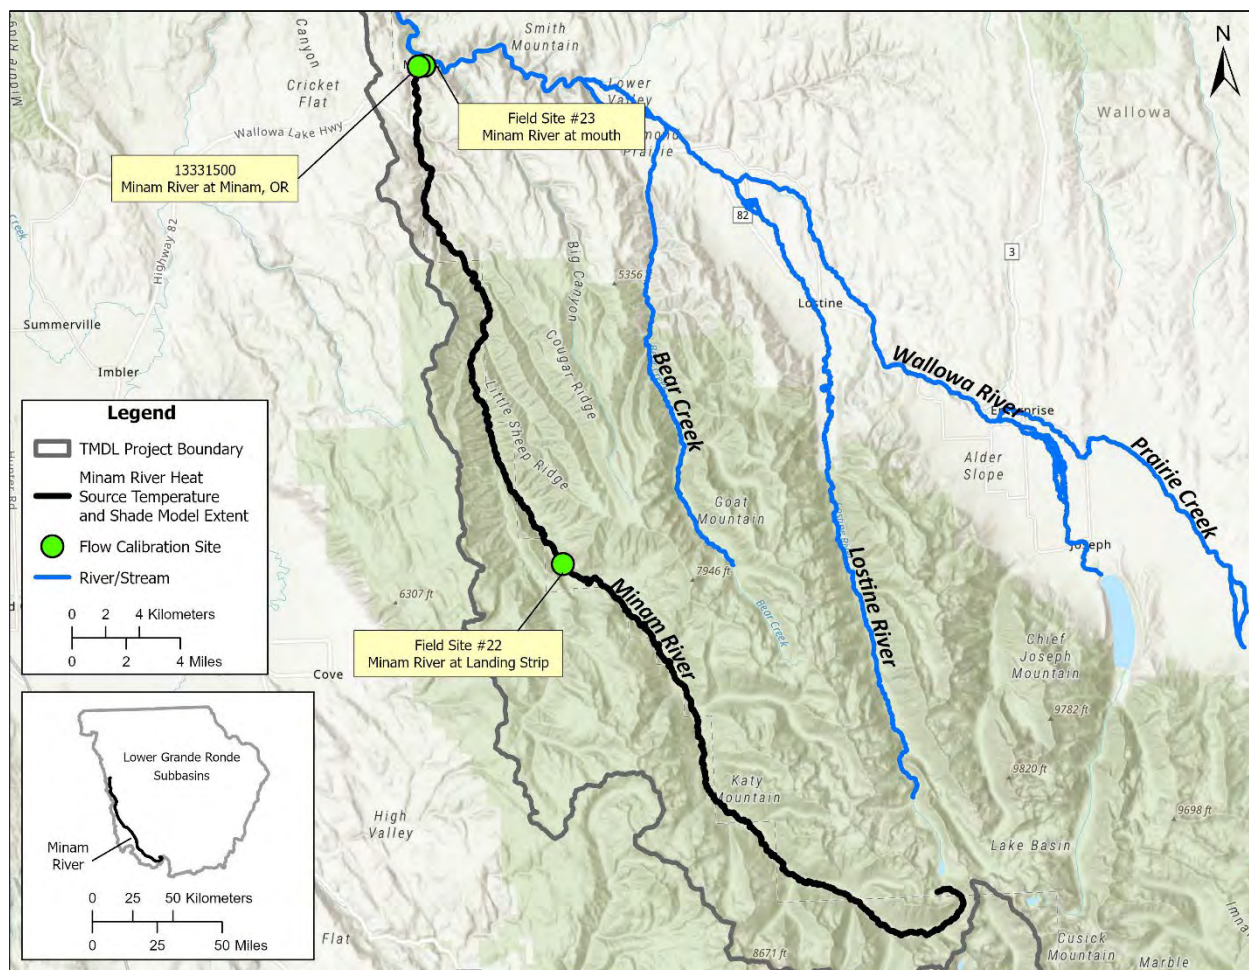 Canyon
Smith
Mountain
N
Cricket
Flat
Lower
Valley
Wallowa
Wallowa Lake Hwy
Field Site #23
Minam River at mouth
Prairie
13331500
Minam River at Minam, OR
82
Highway 82
Creek
Big Canyon
5356
3
Summerville
Imbler
Lostine
Cougar Ridge
Little Sheep Ridge
Bear Creek
Wallowa River
Enterprise
Prairie Creek
Alder
Slope
Goat
Mountain
Joseph
Lostine River
7946 ft
Bear Creek
6307 ft
Minam River
Field Site #22
Minam River at Landing Strip
Cove
Chief
Joseph
Mountain
9782 ft
9820 ft
9698 ft
Katy
Mountain
High
Valley
Lake Basin
Flat
8671 ft
Cusick
Mountain
Marble
Legend
TMDL Project Boundary
Minam River Heat
Source Temperature
and Shade Model Extent
Flow Calibration Site
River/Stream
0 2 4 Kilometers
0 2 4 Miles
Lower Grande Ronde
Subbasins
Minam
River
0 25 50 Kilometers
0 25 50 Miles